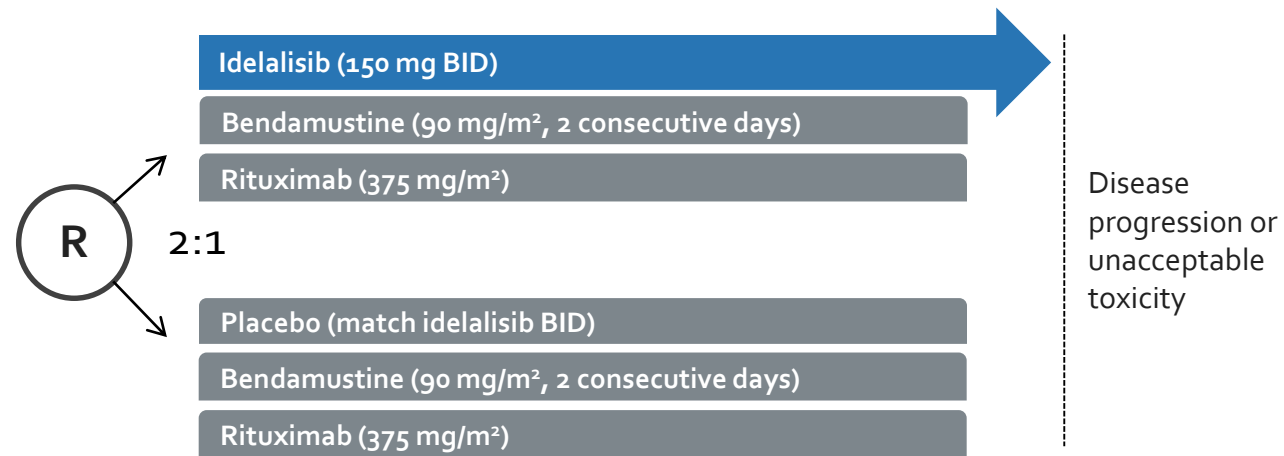 Idelalisib (150 mg BID)
Bendamustine (90 mg/m², 2 consecutive days)
Rituximab (375 mg/m²)
R
2:1
Placebo (match idelalisib BID)
Bendamustine (90 mg/m², 2 consecutive days)
Rituximab (375 mg/m²)
Disease
progression or
unacceptable
toxicity